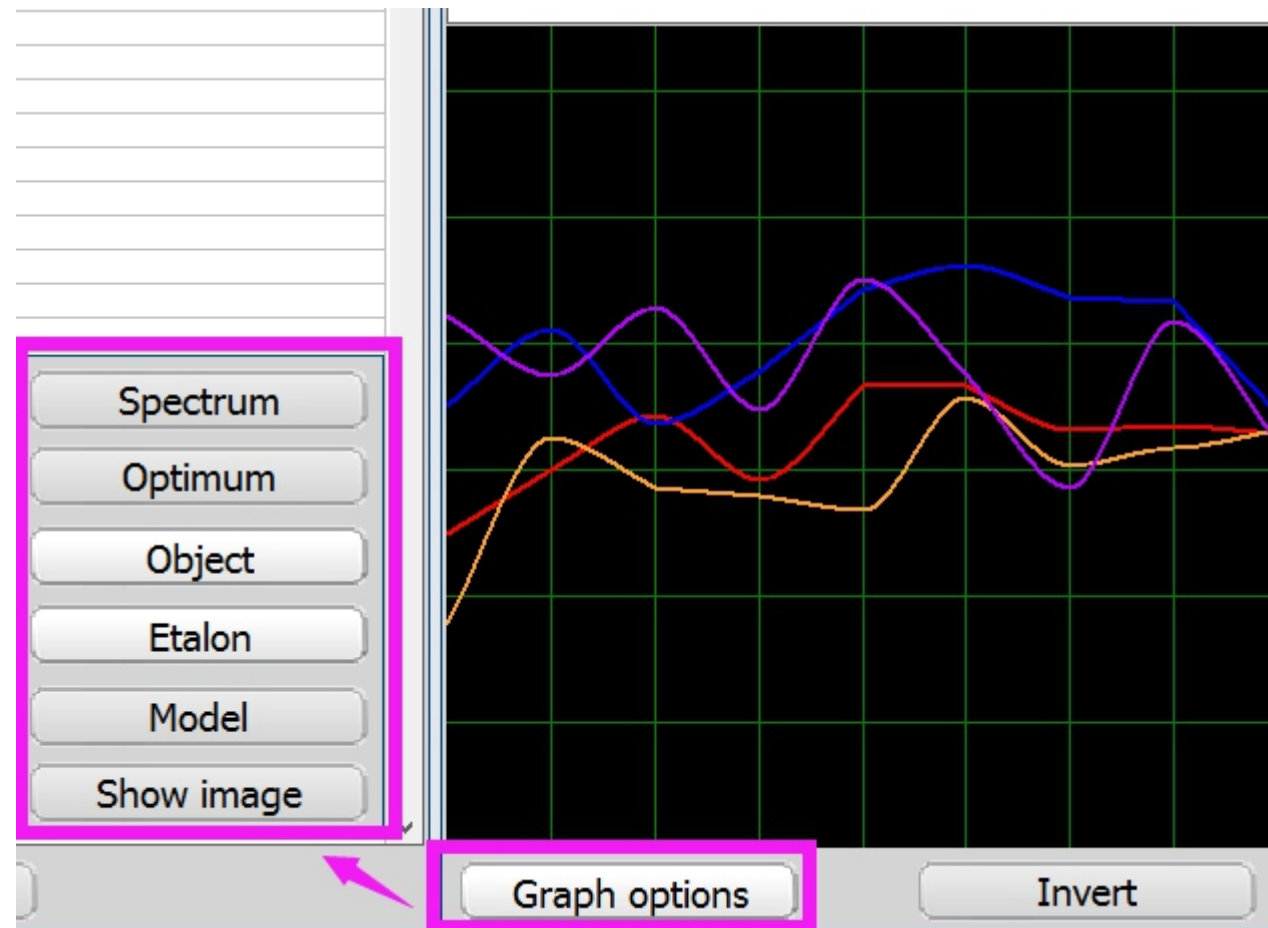 Spectrum
Optimum
Object
Etalon
Model
Show image
Graph options
Invert